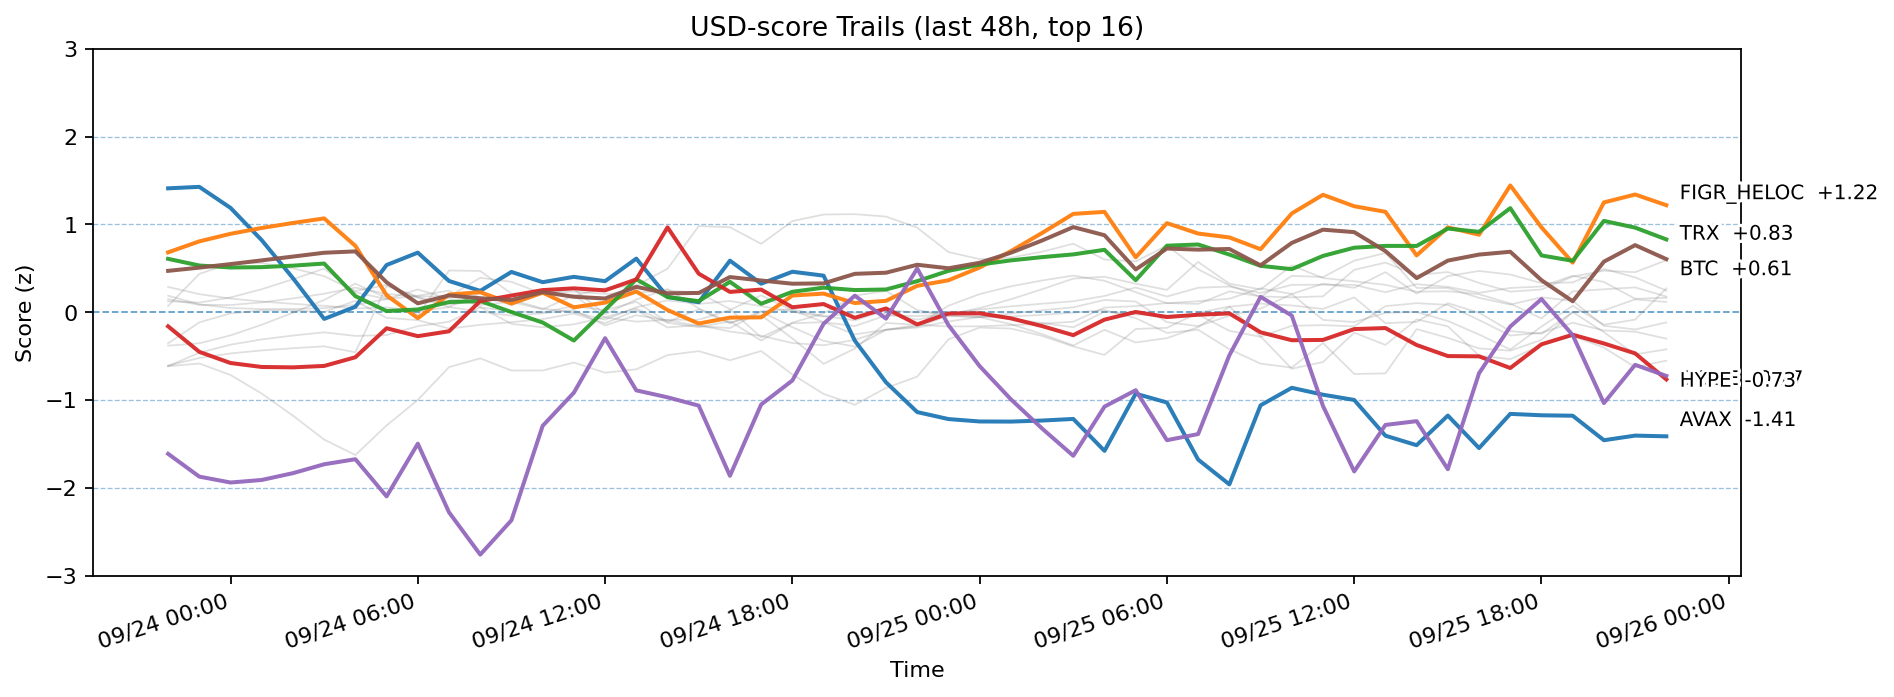 USD-score Trails (last 48h, top 16)
3
2
1
0
−1
−2
−3
Score (z)
FIGR_HELOC +1.22
TRX +0.83
BTC +0.61
HYPE -0.73
AVAX -1.41
09/24 00:00
09/24 06:00
09/24 12:00
09/24 18:00
09/25 00:00
09/25 06:00
09/25 12:00
09/25 18:00
09/26 00:00
Time